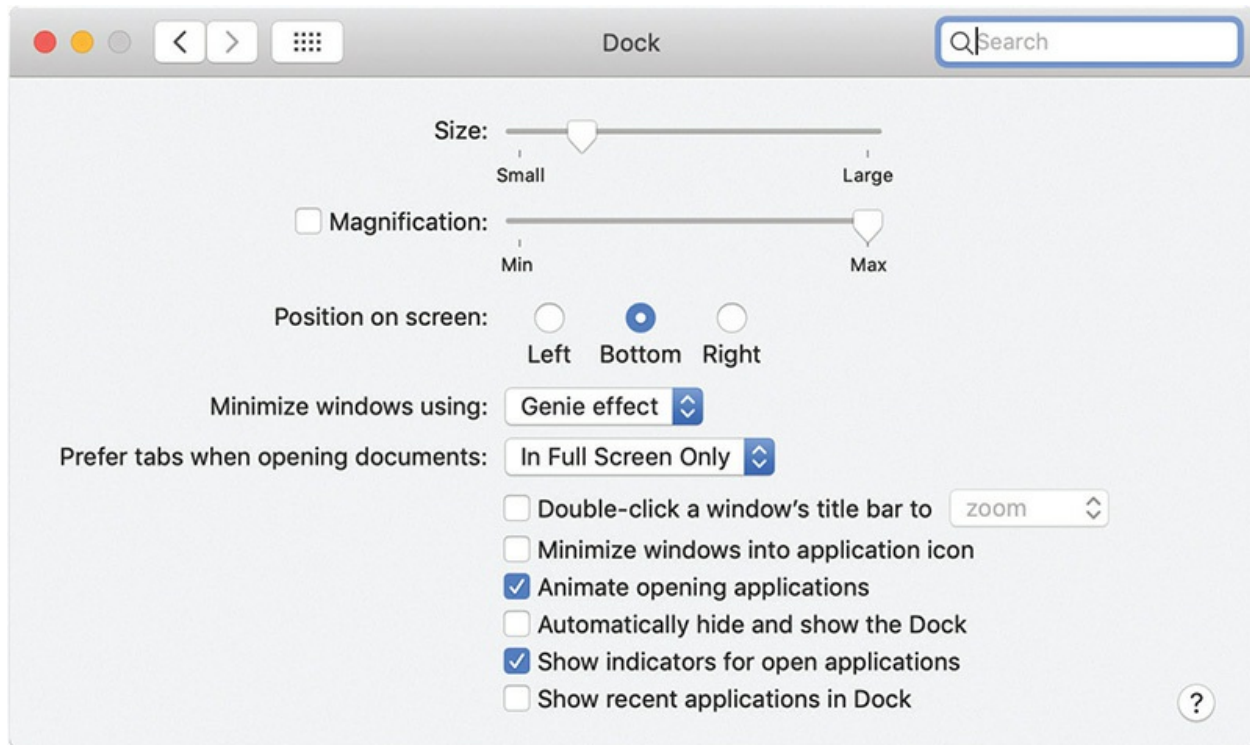 Dock
Search
Size:
Small Large
Magnification:
Min Max
Position on screen:
Left Bottom Right
Minimize windows using: Genie effect
Prefer tabs when opening documents: In Full Screen Only
Double-click a window's title bar to zoom
Minimize windows into application icon
Animate opening applications
Automatically hide and show the Dock
Show indicators for open applications
Show recent applications in Dock
?